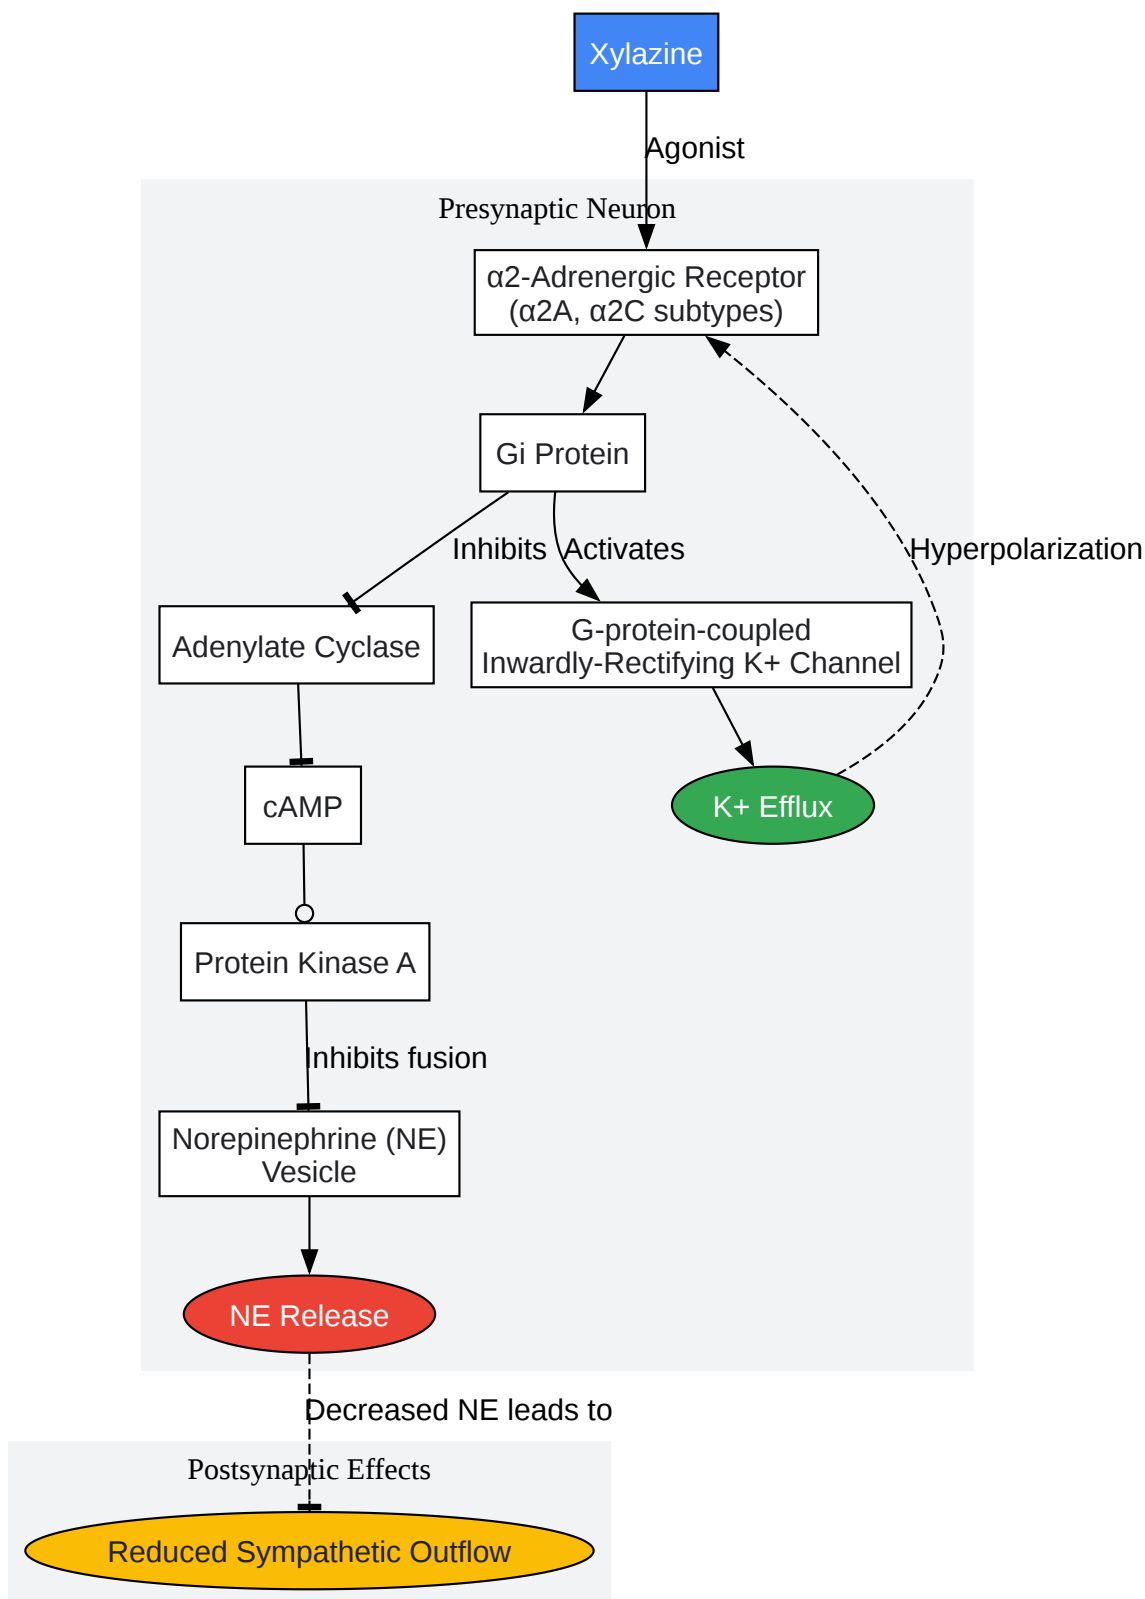 Xylazine
Agonist
Presynaptic Neuron
α2-Adrenergic Receptor
(α2A, α2C subtypes)
Gi Protein
Inhibits
Activates
Hyperpolarization
Adenylate Cyclase
G-protein-coupled
Inwardly-Rectifying K+ Channel
cAMP
K+ Efflux
Protein Kinase A
Inhibits fusion
Norepinephrine (NE)
Vesicle
NE Release
Decreased NE leads to
Postsynaptic Effects
Reduced Sympathetic Outflow